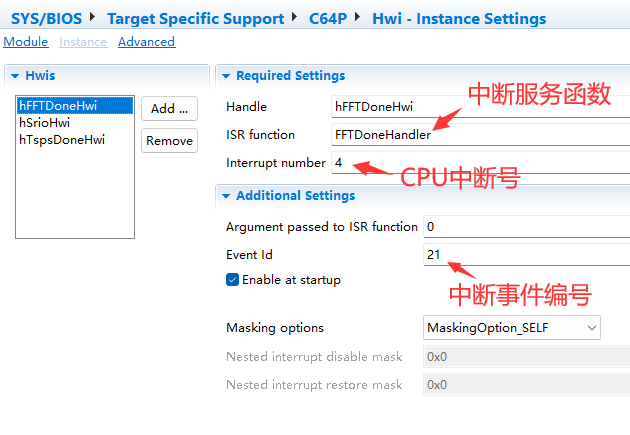 SYS/BIOS Target Specific Support C64P Hwi - Instance Settings
Module Instance Advanced
Hwis
hFFTDoneHwi
hSrioHwi
hTspsDoneHwi
Add ...
Remove
Required Settings
Handle hFFTDoneHwi
中断服务函数
ISR function FFTDoneHandler
Interrupt number 4
CPU中断号
Additional Settings
Argument passed to ISR function 0
Event Id 21
Enable at startup
中断事件编号
Masking options MaskingOption_SELF
Nested interrupt disable mask 0x0
Nested interrupt restore mask 0x0